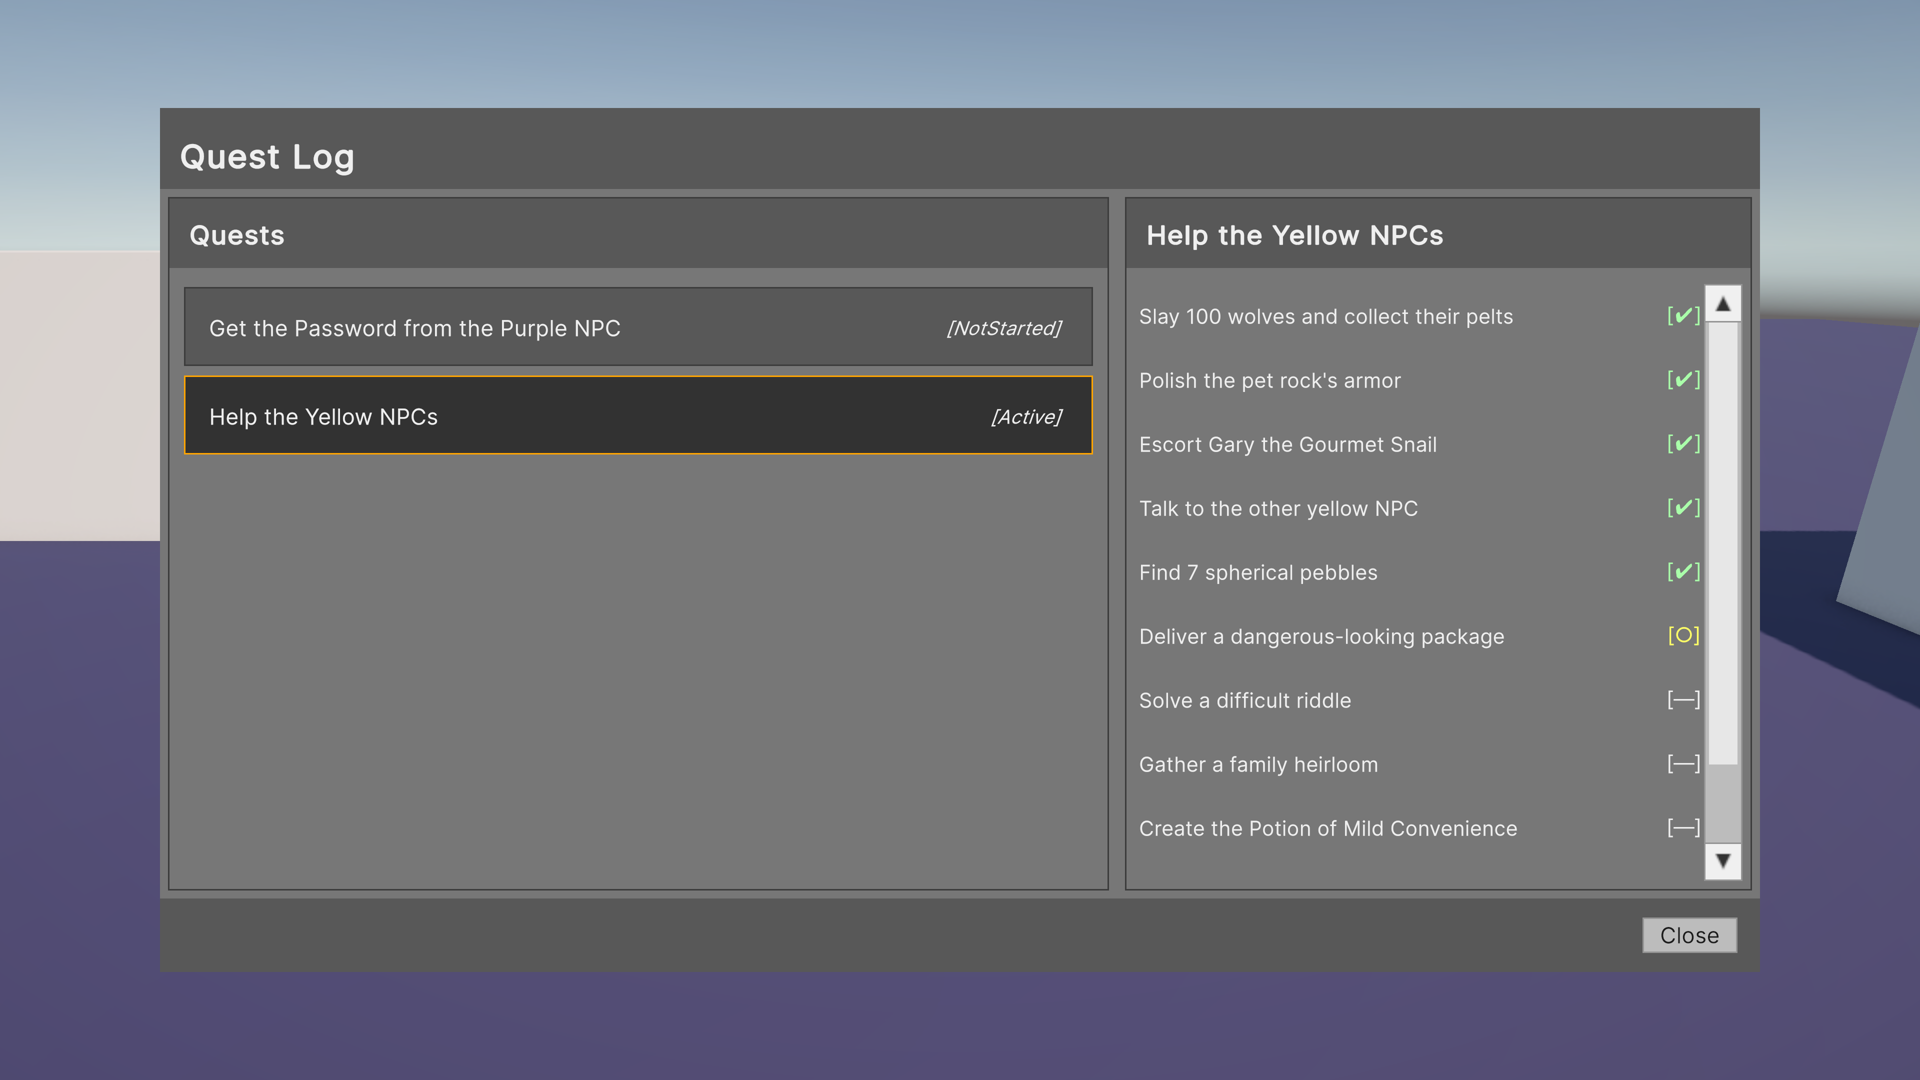 Quest Log
Quests
Get the Password from the Purple NPC [NotStarted]
Help the Yellow NPCs [Active]
Help the Yellow NPCs
Slay 100 wolves and collect their pelts [✔]
Polish the pet rock's armor [✔]
Escort Gary the Gourmet Snail [✔]
Talk to the other yellow NPC [✔]
Find 7 spherical pebbles [✔]
Deliver a dangerous-looking package [○]
Solve a difficult riddle [—]
Gather a family heirloom [—]
Create the Potion of Mild Convenience [—]
Close